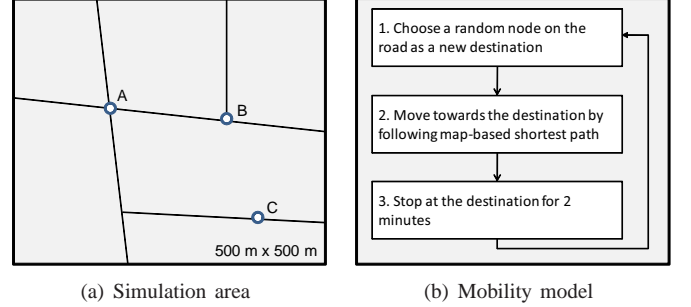 A
B
C
500 m x 500 m
(a) Simulation area
1. Choose a random node on the
road as a new destination
2. Move towards the destination by
following map-based shortest path
3. Stop at the destination for 2
minutes
(b) Mobility model